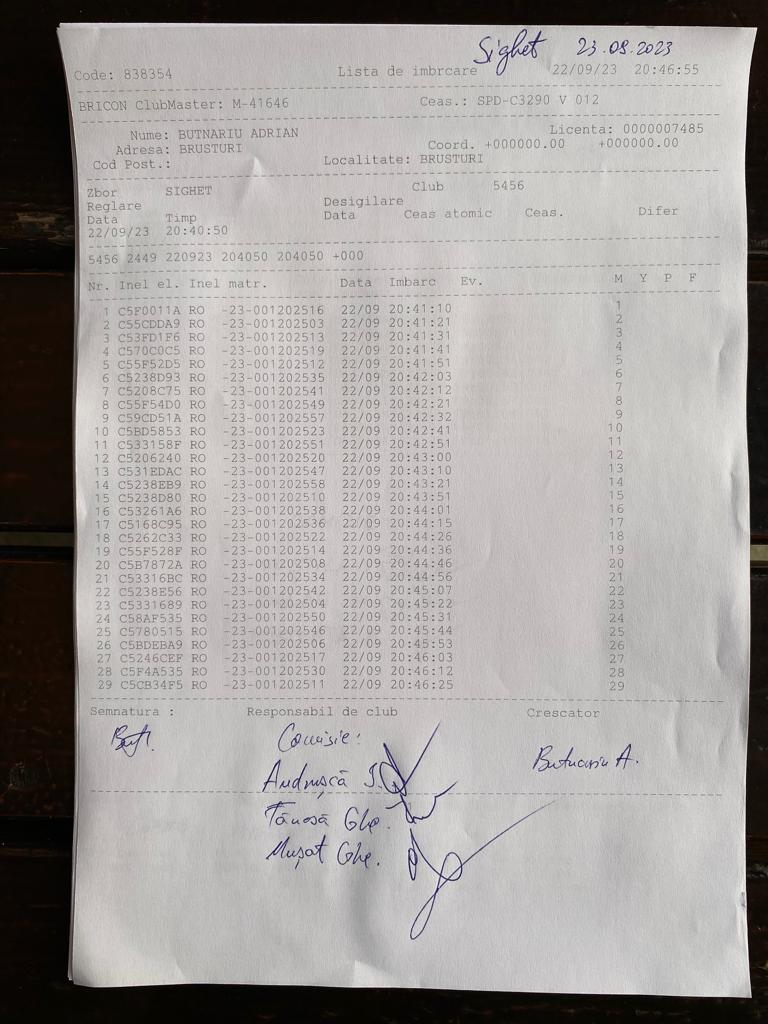 Sighet 23.09.2023
Code: 838354 Lista de imbrcare 22/09/23 20:46:55
BRICON ClubMaster: M-41646 Ceas.: SPD-C3290 V 012
Nume: BUTNARIU ADRIAN Licenta: 0000007485
Adresa: BRUSTURI Coord. +000000.00 +000000.00
Cod Post.: Localitate: BRUSTURI
Zbor SIGHET Club 5456
Reglare Desigilare
Data Timp Data Ceas atomic Ceas. Difer
22/09/23 20:40:50
5456 2449 220923 204050 204050 +000
Nr. Inel el. Inel matr. Data Imbarc Ev. M Y P F
1 C5F0011A RO -23-001202516 22/09 20:41:10 1
2 C55CDDA9 RO -23-001202503 22/09 20:41:21 2
3 C53FD1F6 RO -23-001202513 22/09 20:41:31 3
4 C570C0C5 RO -23-001202519 22/09 20:41:41 4
5 C55F52D5 RO -23-001202512 22/09 20:41:51 5
6 C5238D93 RO -23-001202535 22/09 20:42:03 6
7 C5208C75 RO -23-001202541 22/09 20:42:12 7
8 C55F54D0 RO -23-001202549 22/09 20:42:21 8
9 C59CD51A RO -23-001202557 22/09 20:42:32 9
10 C5BD5853 RO -23-001202523 22/09 20:42:41 10
11 C533158F RO -23-001202551 22/09 20:42:51 11
12 C5206240 RO -23-001202520 22/09 20:43:00 12
13 C531EDAC RO -23-001202547 22/09 20:43:10 13
14 C5238EB9 RO -23-001202558 22/09 20:43:21 14
15 C5238D80 RO -23-001202510 22/09 20:43:51 15
16 C53261A6 RO -23-001202538 22/09 20:44:01 16
17 C5168C95 RO -23-001202536 22/09 20:44:15 17
18 C5262C33 RO -23-001202522 22/09 20:44:26 18
19 C55F528F RO -23-001202514 22/09 20:44:36 19
20 C5B7872A RO -23-001202508 22/09 20:44:46 20
21 C53316BC RO -23-001202534 22/09 20:44:56 21
22 C5238E56 RO -23-001202542 22/09 20:45:07 22
23 C5331689 RO -23-001202504 22/09 20:45:22 23
24 C58AF535 RO -23-001202550 22/09 20:45:31 24
25 C5780515 RO -23-001202546 22/09 20:45:44 25
26 C5BDEBA9 RO -23-001202506 22/09 20:45:53 26
27 C5246CEF RO -23-001202517 22/09 20:46:03 27
28 C5F4A535 RO -23-001202530 22/09 20:46:12 28
29 C5CB34F5 RO -23-001202511 22/09 20:46:25 29
Semnatura : Responsabil de club Crescator
Comisie:
Butnariu A.
Andrușcă
Tănasă Ghe.
Mușat Ghe.